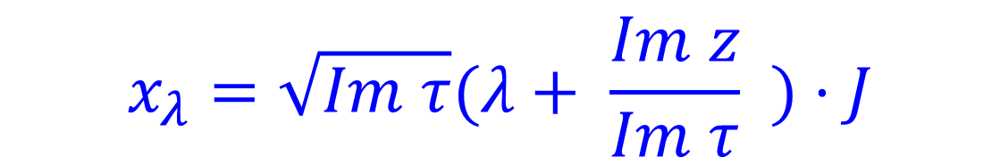 x_λ = √(Im τ)(λ + (Im z)/(Im τ)) · J